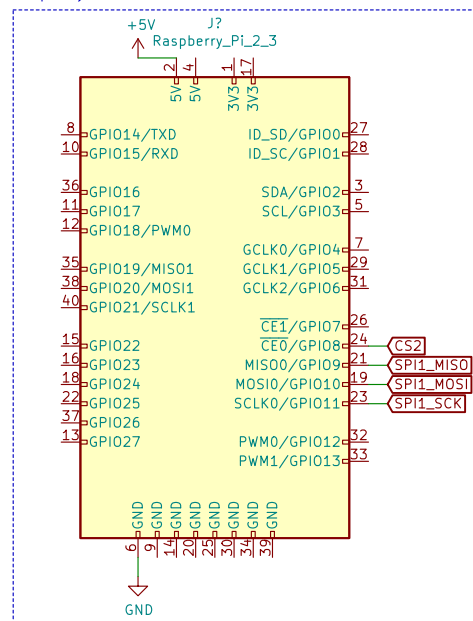 +5V
J?
Raspberry_Pi_2_3
2 4 1 17
5V 5V 3V3 3V3
8 GPIO14/TXD ID_SD/GPIO0 27
10 GPIO15/RXD ID_SC/GPIO1 28
36 GPIO16 SDA/GPIO2 3
11 GPIO17 SCL/GPIO3 5
12 GPIO18/PWM0
GCLK0/GPIO4 7
35 GPIO19/MISO1 GCLK1/GPIO5 29
38 GPIO20/MOSI1 GCLK2/GPIO6 31
40 GPIO21/SCLK1
CE1/GPIO7 26
15 GPIO22 CE0/GPIO8 24 CS2
16 GPIO23 MISO0/GPIO9 21 SPI1_MISO
18 GPIO24 MOSI0/GPIO10 19 SPI1_MOSI
22 GPIO25 SCLK0/GPIO11 23 SPI1_SCK
37 GPIO26
13 GPIO27 PWM0/GPIO12 32
PWM1/GPIO13 33
GND GND GND GND GND GND GND GND
6 9 14 20 25 30 34 39
GND